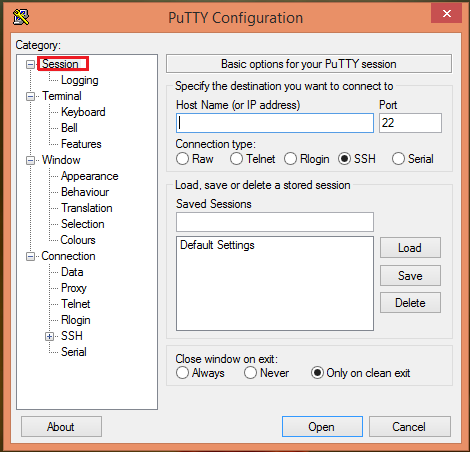 PuTTY Configuration
Category:
Session
Logging
Terminal
Keyboard
Bell
Features
Window
Appearance
Behaviour
Translation
Selection
Colours
Connection
Data
Proxy
Telnet
Rlogin
SSH
Serial
Basic options for your PuTTY session
Specify the destination you want to connect to
Host Name (or IP address) Port
22
Connection type:
Raw Telnet Rlogin SSH Serial
Load, save or delete a stored session
Saved Sessions
Default Settings
Load
Save
Delete
Close window on exit:
Always Never Only on clean exit
About Open Cancel